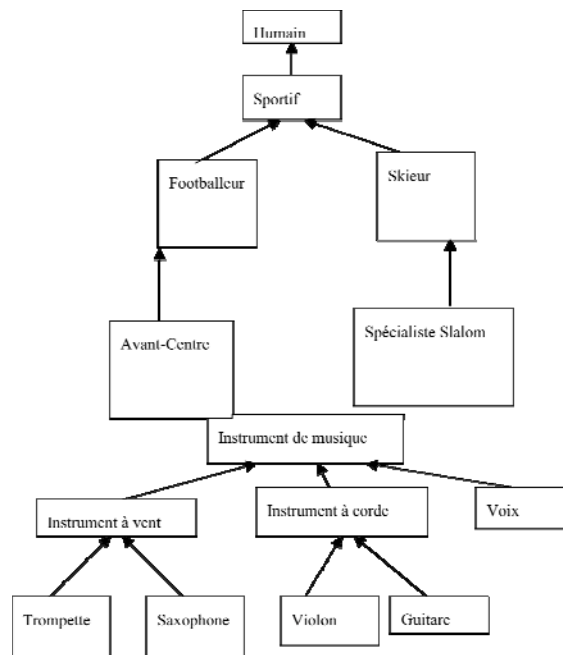 Humain
Sportif
Footballeur
Skieur
Avant-Centre
Spécialiste Slalom
Instrument de musique
Instrument à vent
Instrument à corde
Voix
Trompette
Saxophone
Violon
Guitare